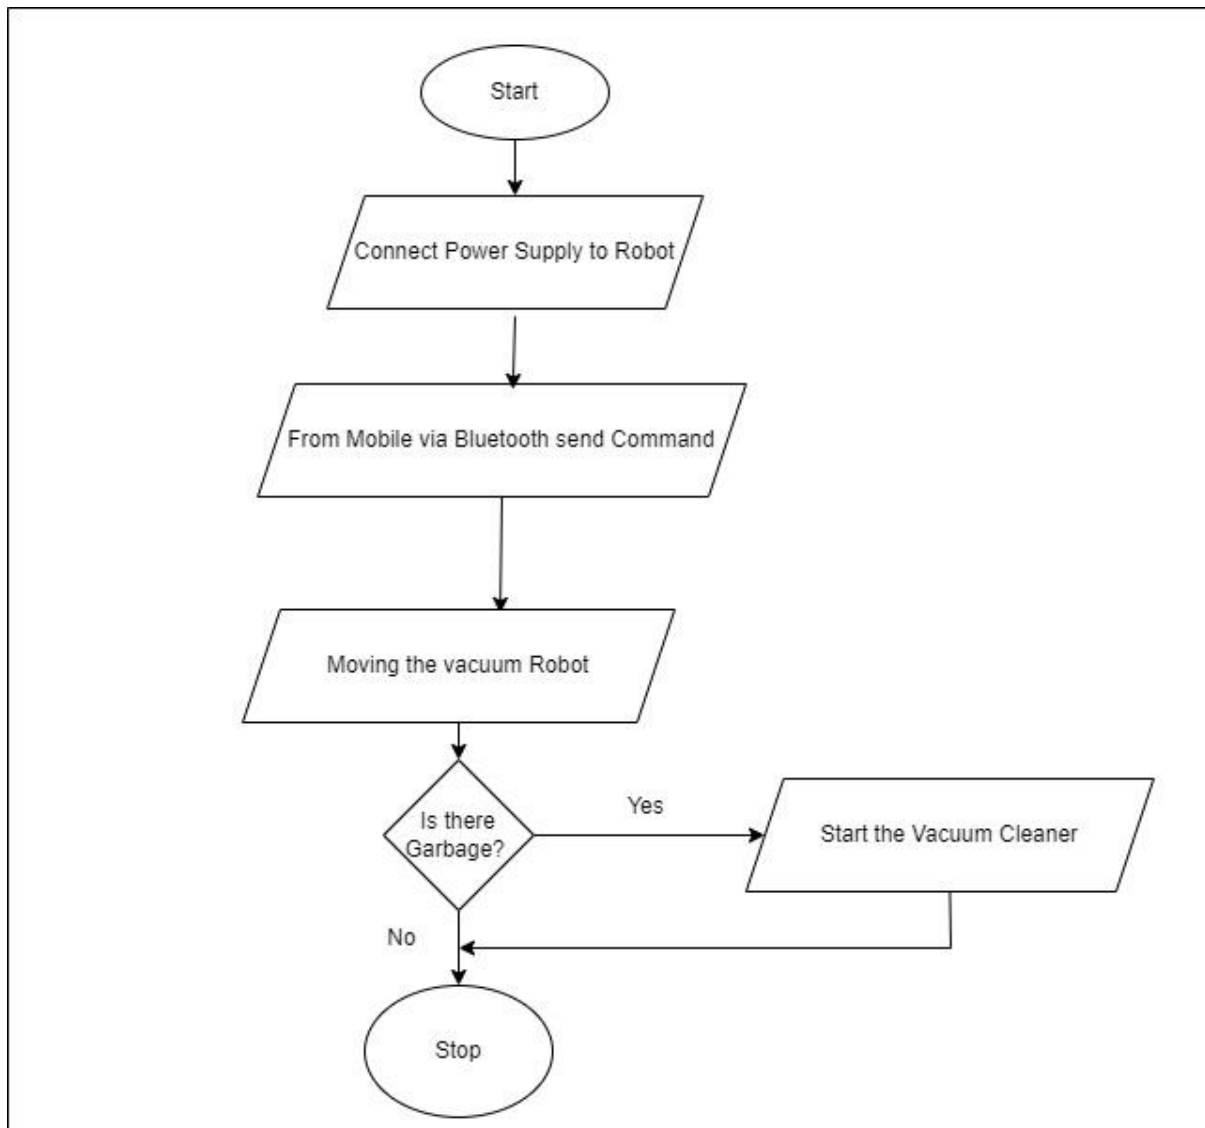 Start
Connect Power Supply to Robot
From Mobile via Bluetooth send Command
Moving the vacuum Robot
Is there
Garbage?
Yes
Start the Vacuum Cleaner
No
Stop